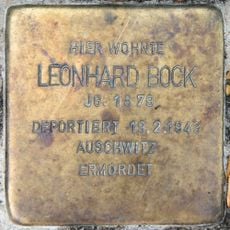 HIER WOHNTE
LEONHARD BOCK
JG. 1878
DEPORTIERT 19.2.1943
AUSCHWITZ
ERMORDET